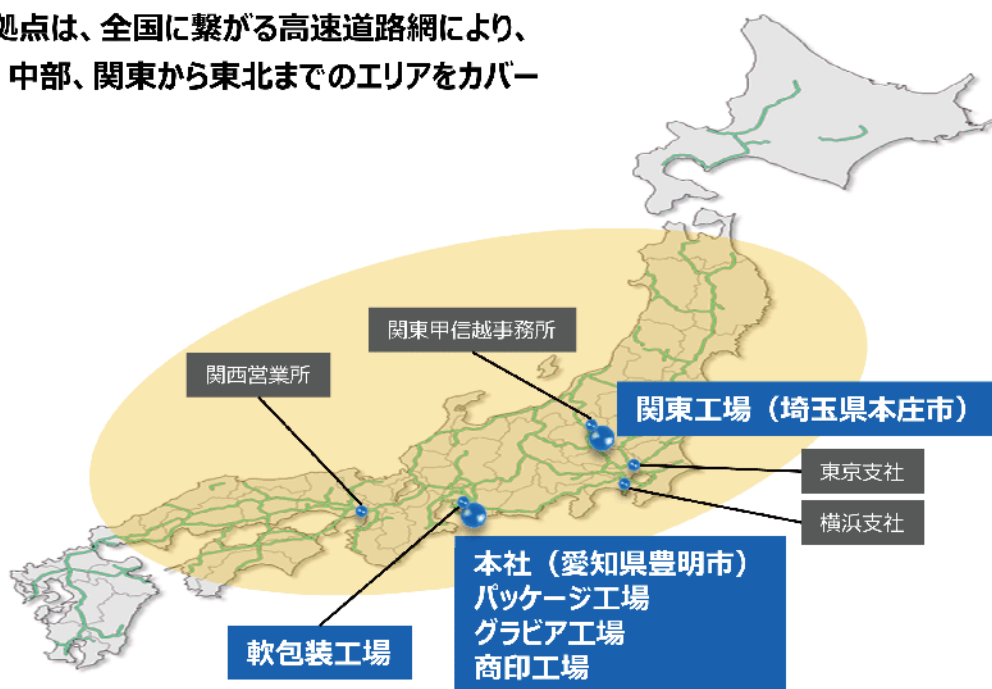 拠点は、全国に繋がる高速道路網により、
中部、関東から東北までのエリアをカバー
関東甲信越事務所
関西営業所
関東工場（埼玉県本庄市）
東京支社
横浜支社
本社（愛知県豊明市）
パッケージ工場
グラビア工場
商印工場
軟包装工場